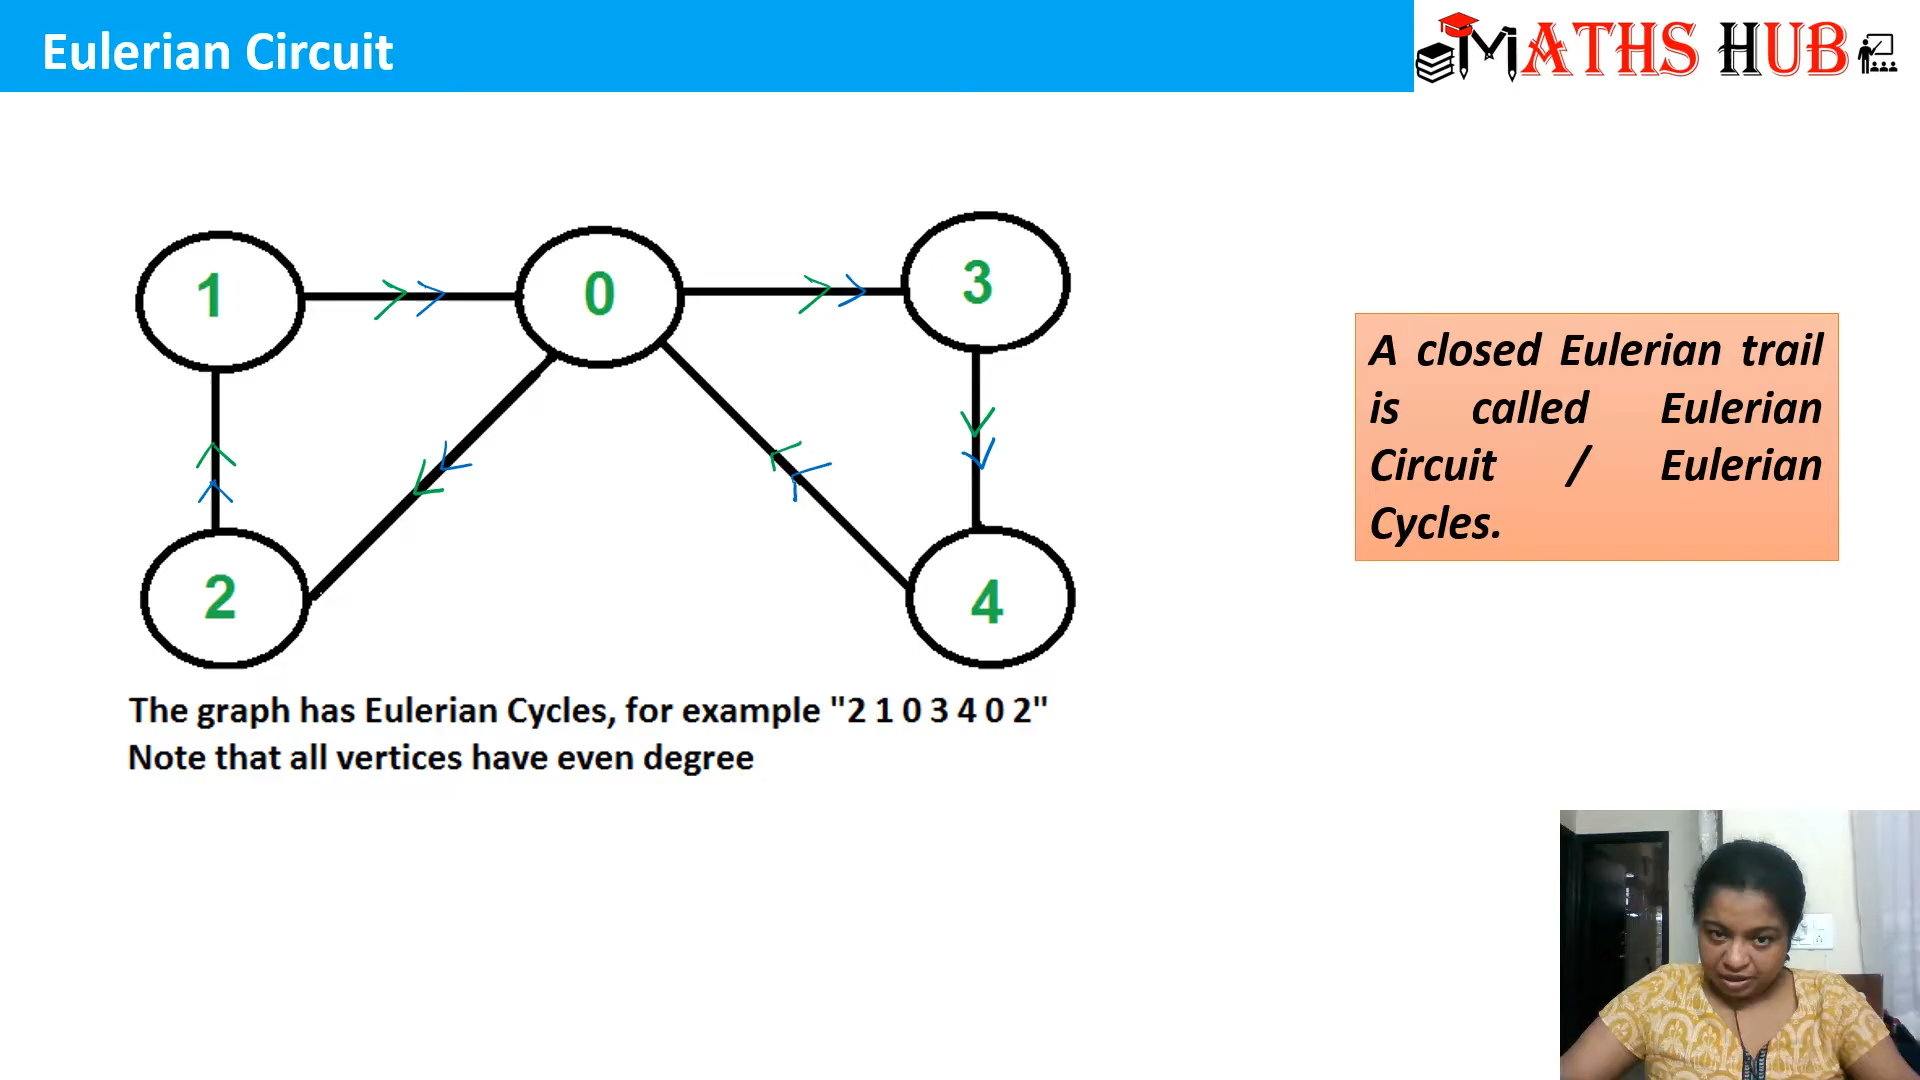 Eulerian Circuit
MATHS HUB
1
0
3
2
4
A closed Eulerian trail
is called Eulerian
Circuit / Eulerian
Cycles.
The graph has Eulerian Cycles, for example "2 1 0 3 4 0 2"
Note that all vertices have even degree